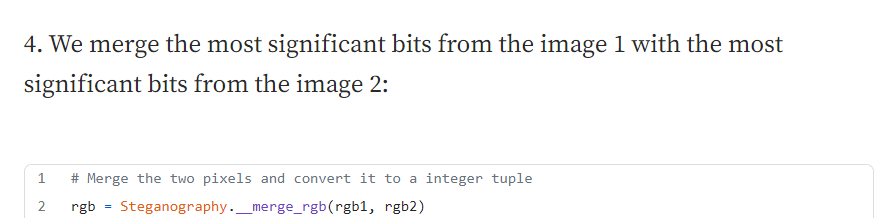 4. We merge the most significant bits from the image 1 with the most
significant bits from the image 2:
1 # Merge the two pixels and convert it to a integer tuple
2 rgb = Steganography.__merge_rgb(rgb1, rgb2)